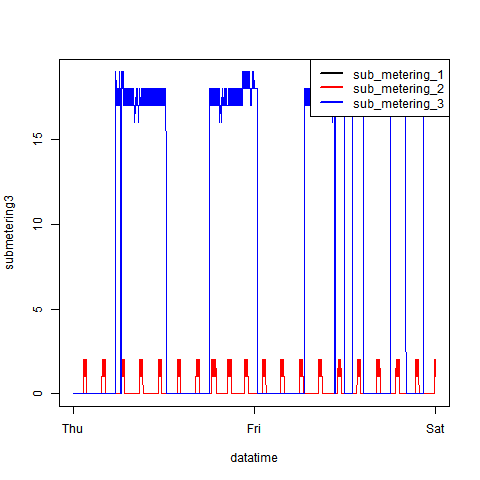 sub_metering_1
sub_metering_2
sub_metering_3
submetering3
15
10
5
0
Thu Fri Sat
datatime